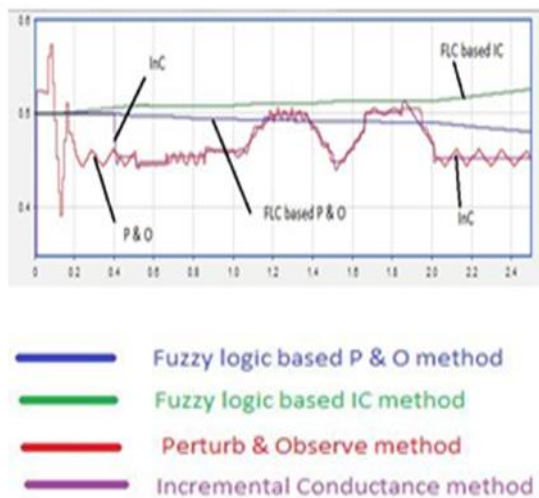 0.6
InC
FLC based IC
0.5
0.4
P & O
FLC based P & O
InC
0 0.2 0.4 0.6 0.8 1.0 1.2 1.4 1.6 1.8 2.0 2.2 2.4
Fuzzy logic based P & O method
Fuzzy logic based IC method
Perturb & Observe method
Incremental Conductance method